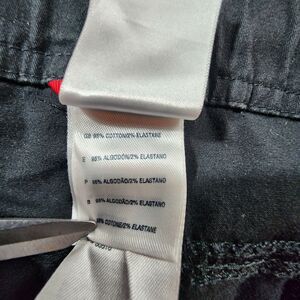 GB 98% COTTON/2% ELASTANE
E 98% ALGODÓN/2% ELASTANO
P 98% ALGODÃO/2% ELASTANO
B 98% ALGODÃO/2% ELASTANO
98% COTONE/2% ELASTANE